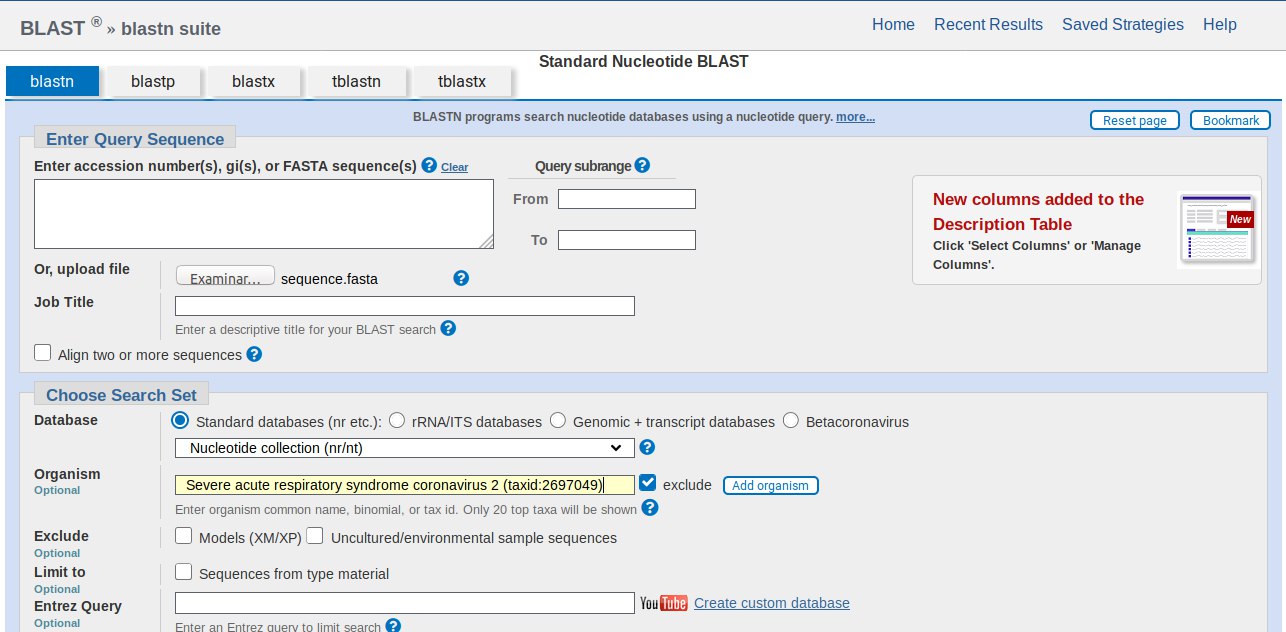 BLAST ® » blastn suite
Home Recent Results Saved Strategies Help
Standard Nucleotide BLAST
blastn blastp blastx tblastn tblastx
BLASTN programs search nucleotide databases using a nucleotide query. more...
Reset page Bookmark
Enter Query Sequence
Enter accession number(s), gi(s), or FASTA sequence(s) ? Clear
Query subrange ?
From
To
New columns added to the
Description Table
Click 'Select Columns' or 'Manage
Columns'.
New
Or, upload file Examinar... sequence.fasta ?
Job Title
Enter a descriptive title for your BLAST search ?
Align two or more sequences ?
Choose Search Set
Database Standard databases (nr etc.): rRNA/ITS databases Genomic + transcript databases Betacoronavirus
Nucleotide collection (nr/nt) ?
Organism
Optional
Severe acute respiratory syndrome coronavirus 2 (taxid:2697049) exclude Add organism
Enter organism common name, binomial, or tax id. Only 20 top taxa will be shown ?
Exclude
Optional
Models (XM/XP) Uncultured/environmental sample sequences
Limit to
Optional
Sequences from type material
Entrez Query
Optional
YouTube Create custom database
Enter an Entrez query to limit search ?